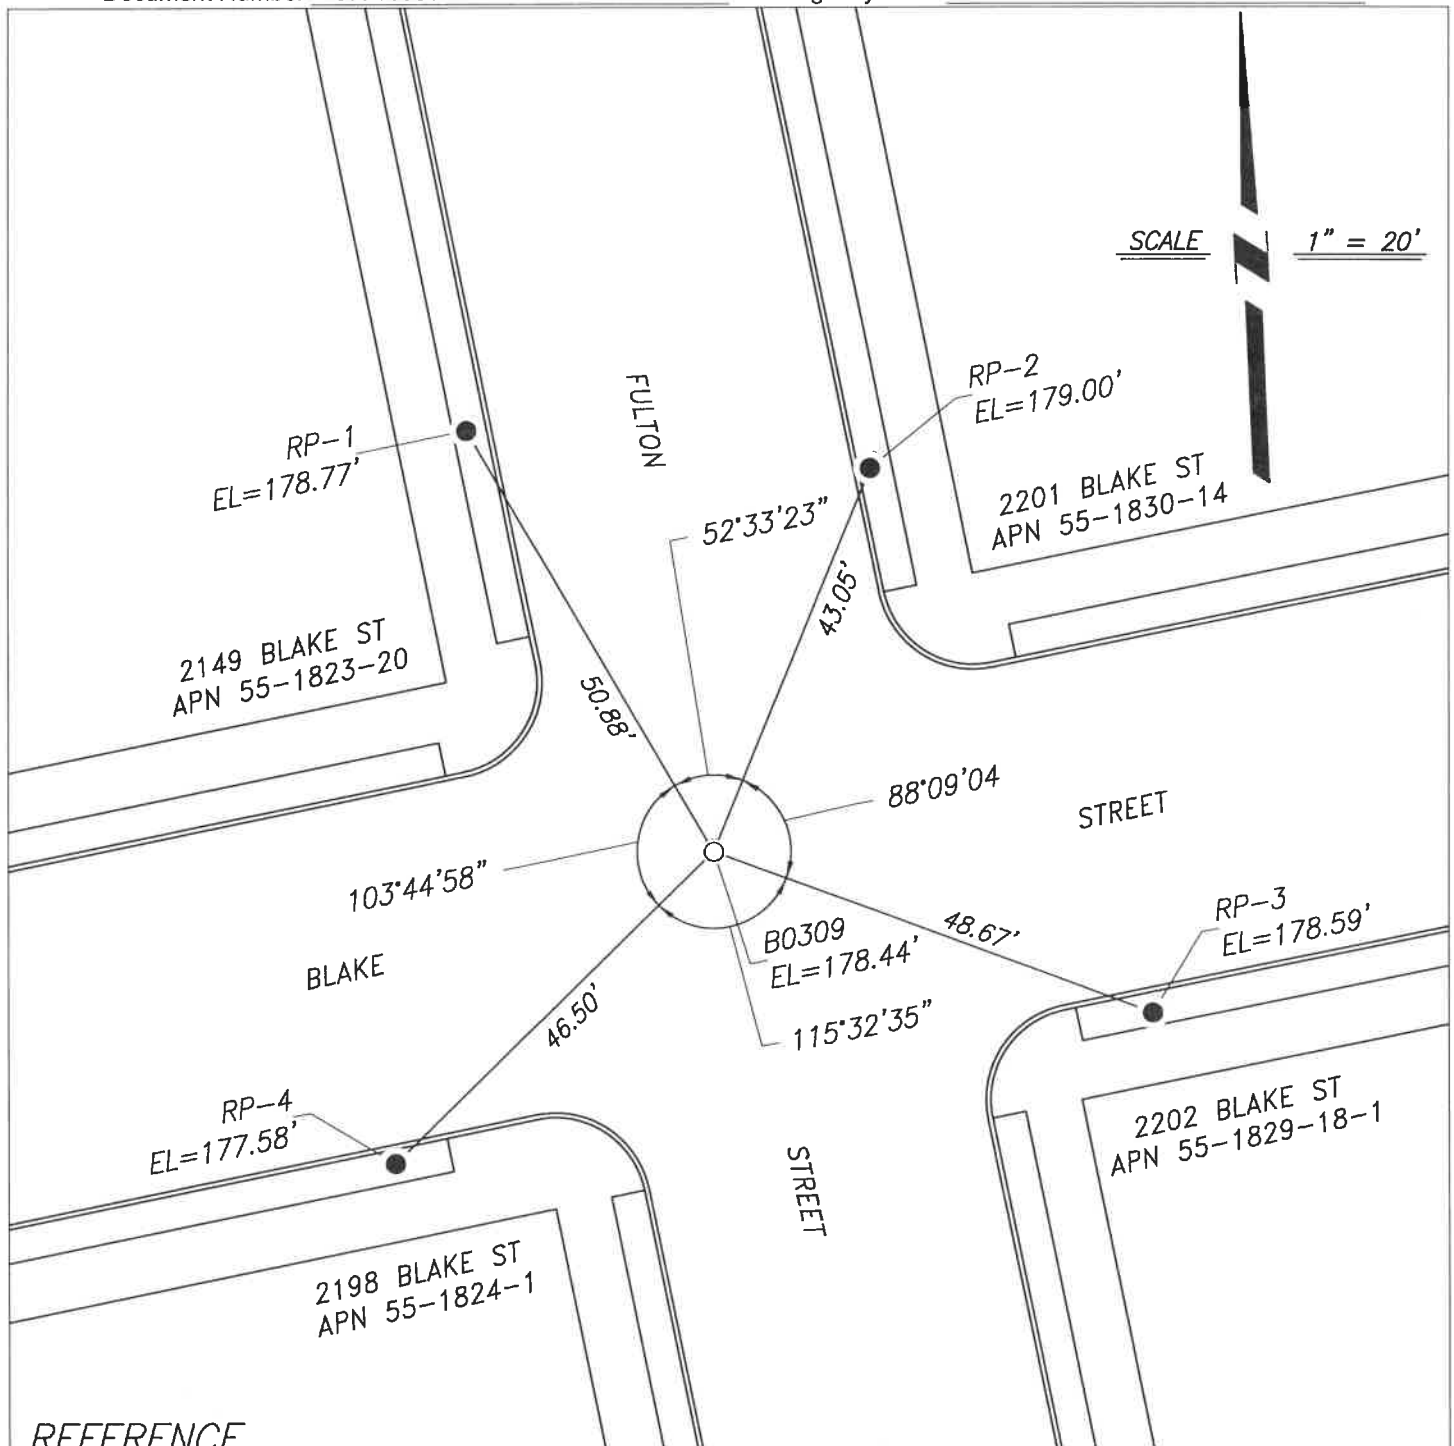 SCALE 1" = 20'
FULTON
RP-2
EL=179.00'
RP-1
EL=178.77'
2201 BLAKE ST
APN 55-1830-14
52°33'23"
43.05'
2149 BLAKE ST
APN 55-1823-20
50.88'
88°09'04
STREET
103°44'58"
BLAKE
B0309
EL=178.44'
48.67'
RP-3
EL=178.59'
115°32'35"
46.50'
RP-4
EL=177.58'
2202 BLAKE ST
APN 55-1829-18-1
STREET
2198 BLAKE ST
APN 55-1824-1
REFERENCE